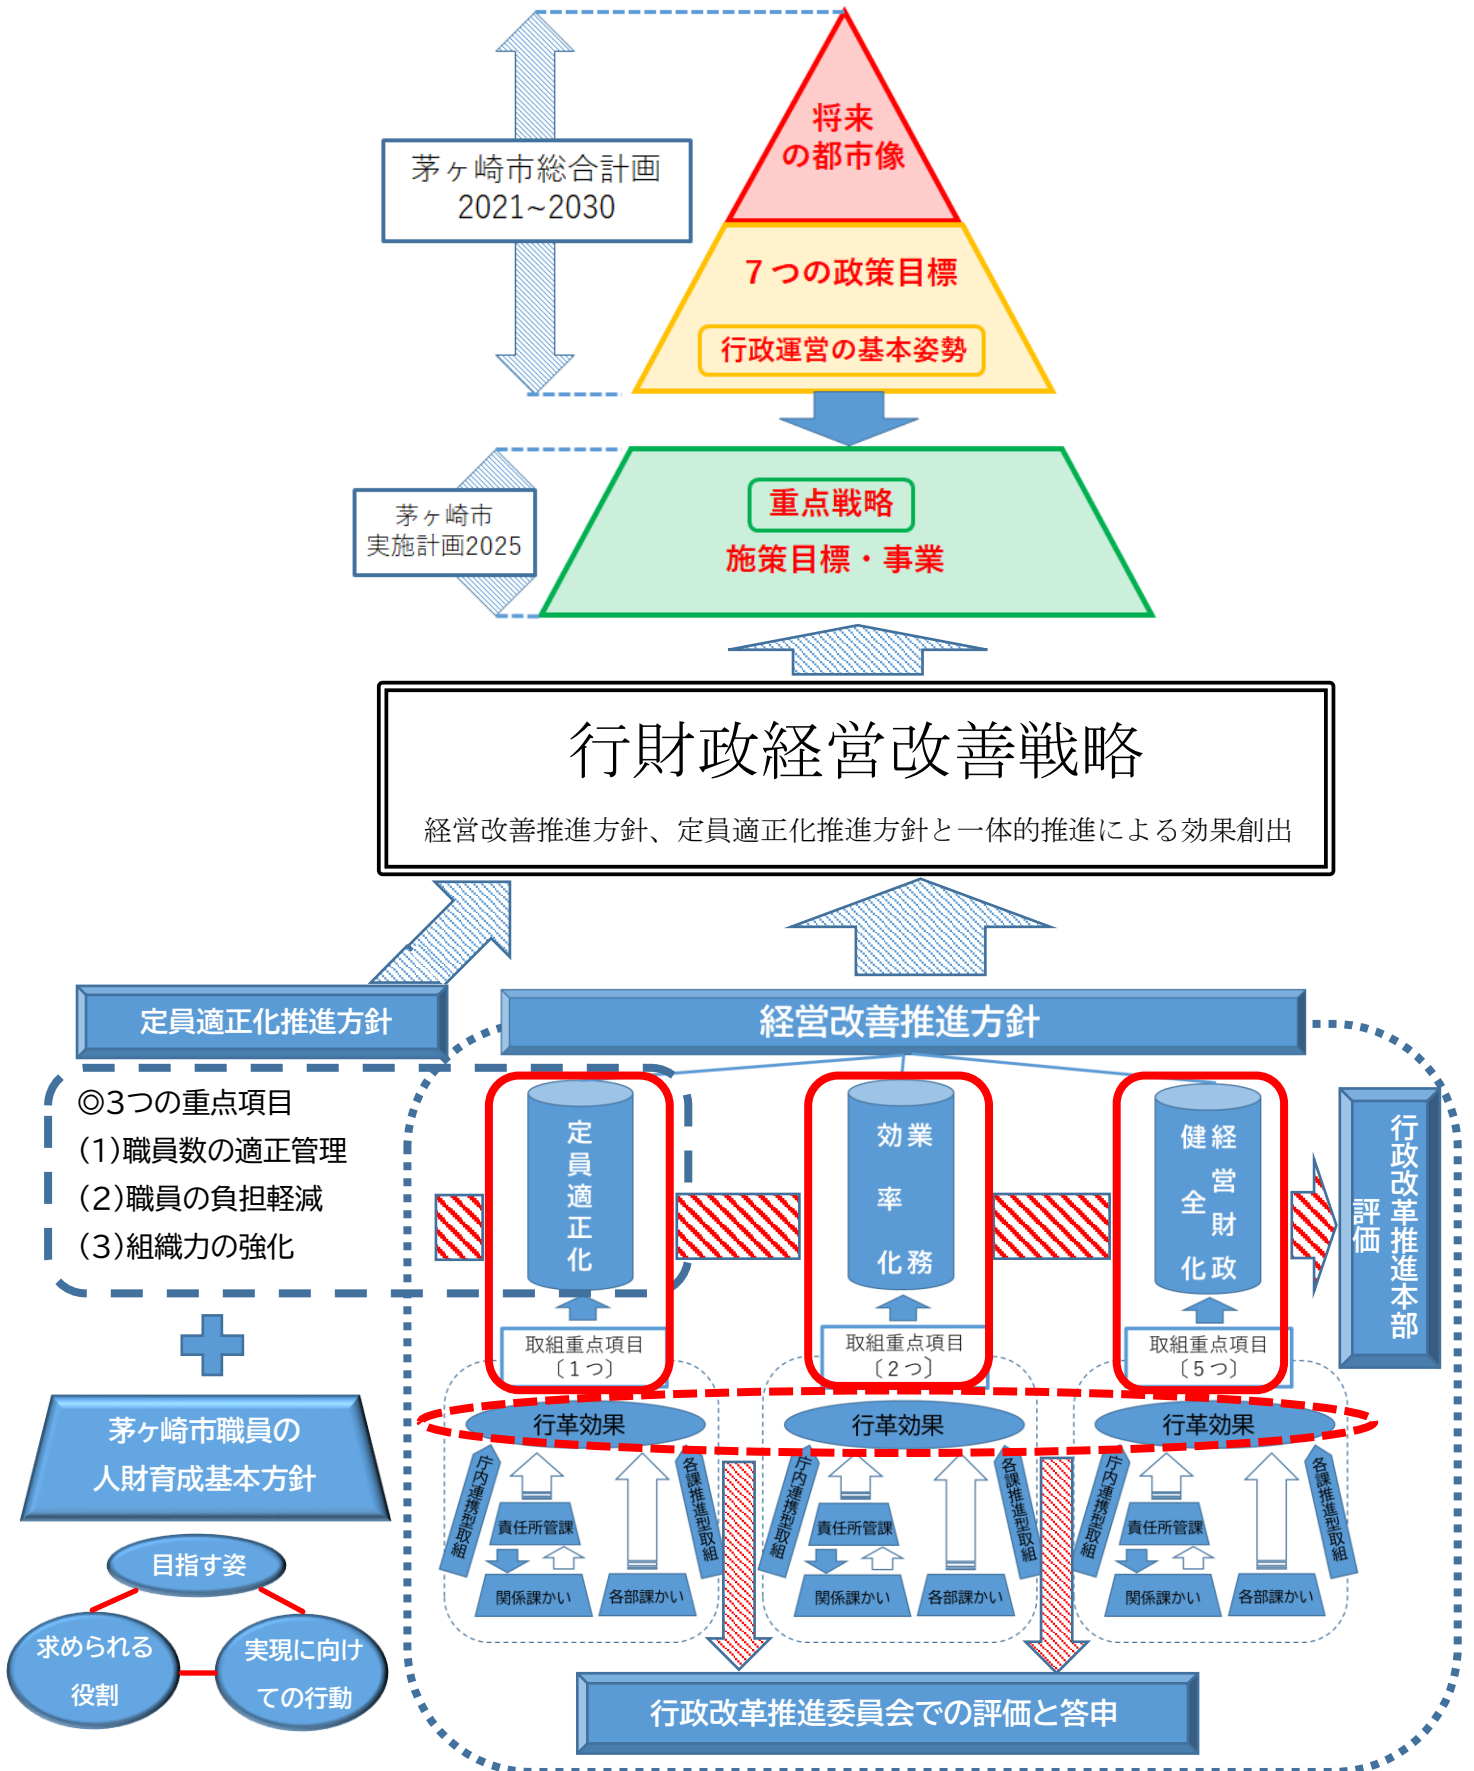 将来
の都市像
茅ヶ崎市総合計画
2021~2030
７つの政策目標
行政運営の基本姿勢
重点戦略
施策目標・事業
茅ヶ崎市
実施計画2025
行財政経営改善戦略
経営改善推進方針、定員適正化推進方針と一体的推進による効果創出
定員適正化推進方針
経営改善推進方針
◎3つの重点項目
(1)職員数の適正管理
(2)職員の負担軽減
(3)組織力の強化
定員適正化
業務
効率化
経営財政
健全化
行政改革推進本部
評価
取組重点項目
〔１つ〕
取組重点項目
〔２つ〕
取組重点項目
〔５つ〕
茅ヶ崎市職員の
人財育成基本方針
目指す姿
求められる
役割
実現に向け
ての行動
行革効果
行革効果
行革効果
庁内連携型取組
責任所管課
関係課かい
各部課かい
各課推進型取組
庁内連携型取組
責任所管課
関係課かい
各部課かい
各課推進型取組
庁内連携型取組
責任所管課
関係課かい
各部課かい
各課推進型取組
行政改革推進委員会での評価と答申